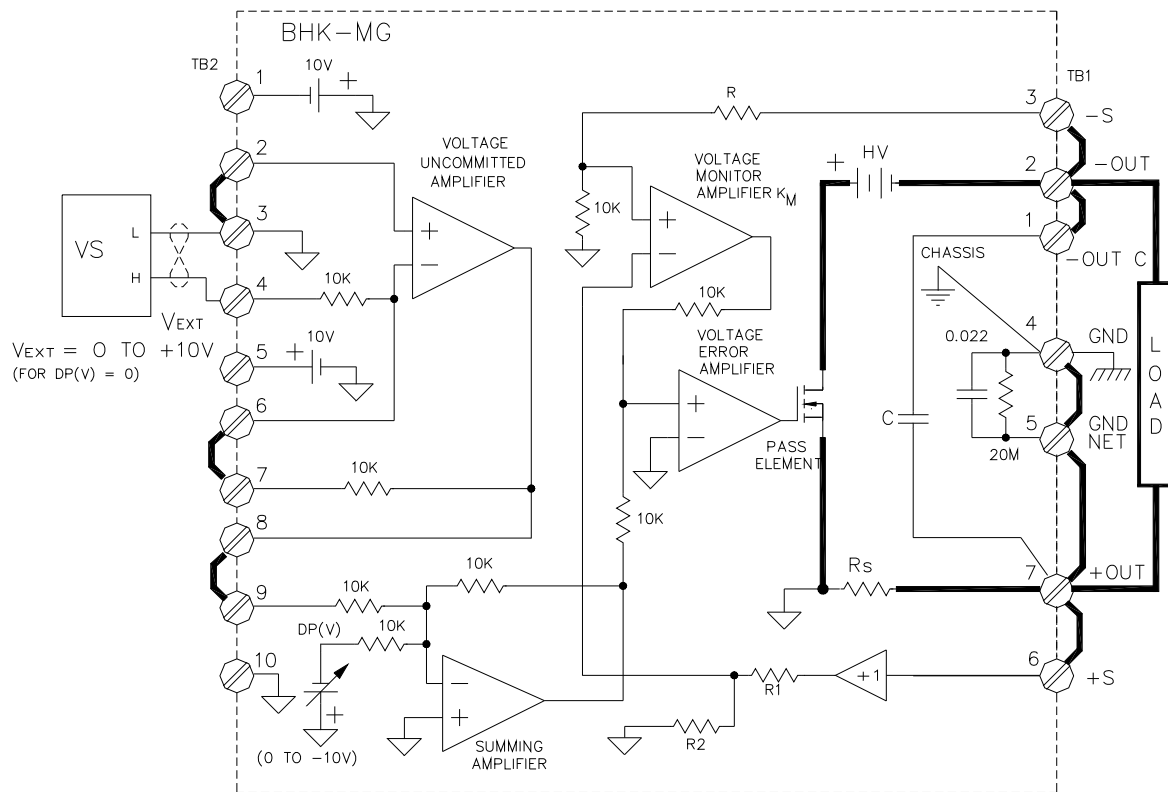 BHK-MG
TB2
1
10V
+
2
3
VS
L
H
4
10K
VEXT
VEXT = 0 TO +10V
(FOR DP(V) = 0)
5
+
10V
6
7
10K
8
9
10K
10K
DP(V)
10K
10
+
(0 TO -10V)
VOLTAGE
UNCOMMITTED
AMPLIFIER
+
-
-
+
SUMMING
AMPLIFIER
R
10K
VOLTAGE
MONITOR
AMPLIFIER KM
+
-
10K
VOLTAGE
ERROR
AMPLIFIER
+
-
10K
PASS
ELEMENT
+ HV
TB1
3
-S
2
-OUT
1
-OUT C
CHASSIS
4
GND
0.022
20M
5
GND
NET
C
LOAD
Rs
7
+OUT
6
+S
+1
R1
R2